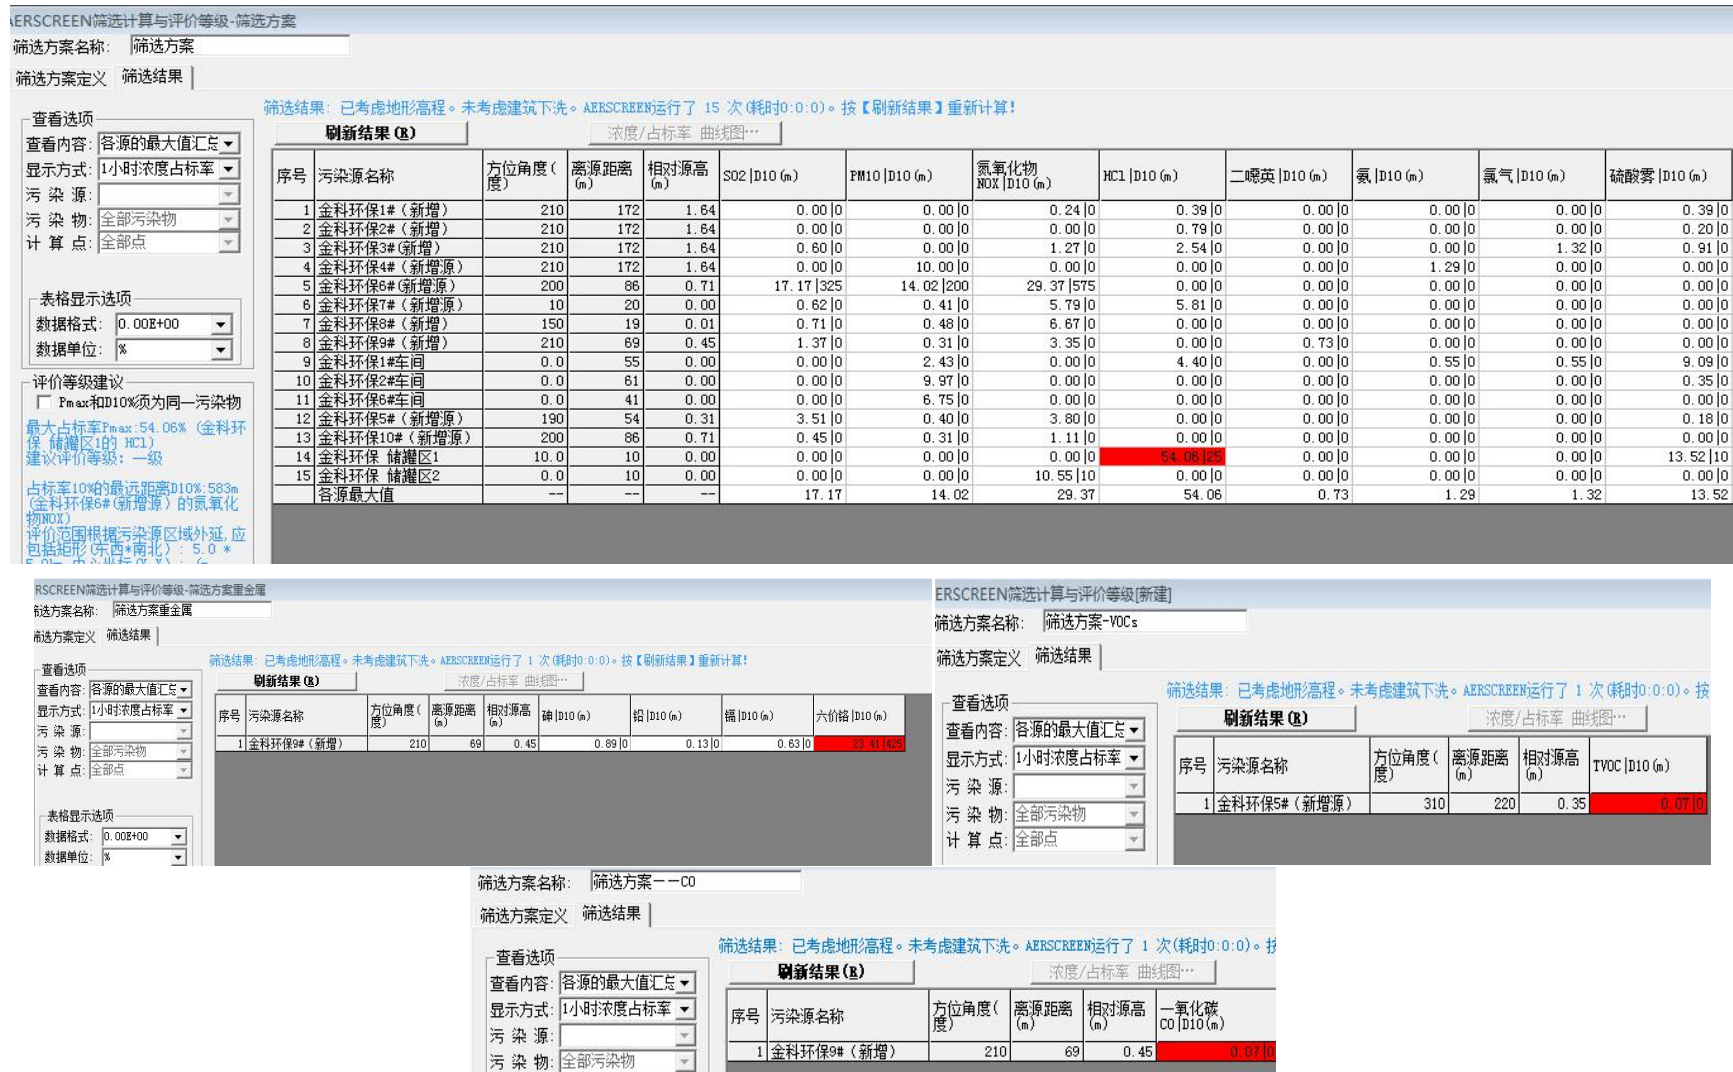 AERSCREEN筛选计算与评价等级-筛选方案
筛选方案名称: 筛选方案
筛选方案定义 筛选结果
筛选结果: 已考虑地形高程。未考虑建筑下洗。AERSCREEN运行了 15 次(耗时0:0:0)。按【刷新结果】重新计算!
查看选项
查看内容: 各源的最大值汇总
显示方式: 1小时浓度占标率
污 染 源:
污 染 物: 全部污染物
计 算 点: 全部点
表格显示选项
数据格式: 0.00E+00
数据单位: %
评价等级建议
Pmax和D10%须为同一污染物
最大占标率Pmax:54.06% (金科环
保 储罐区1的 HCl)
建议评价等级: 一级
占标率10%的最远距离D10%:583m
(金科环保6#(新增源) 的氮氧化
物NOX)
评价范围根据污染源区域外延,应
包括矩形(东西*南北): 5.0 *
刷新结果(R) 浓度/占标率 曲线图…
序号 污染源名称 方位角度(度) 离源距离(m) 相对源高(m) SO2|D10(m) PM10|D10(m) 氮氧化物NOX|D10(m) HCl|D10(m) 二噁英|D10(m) 氨|D10(m) 氯气|D10(m) 硫酸雾|D10(m)
1 金科环保1#(新增) 210 172 1.64 0.00|0 0.00|0 0.24|0 0.39|0 0.00|0 0.00|0 0.00|0 0.39|0
2 金科环保2#(新增) 210 172 1.64 0.00|0 0.00|0 0.00|0 0.79|0 0.00|0 0.00|0 0.00|0 0.20|0
3 金科环保3#(新增) 210 172 1.64 0.60|0 0.00|0 1.27|0 2.54|0 0.00|0 0.00|0 1.32|0 0.91|0
4 金科环保4#(新增源) 210 172 1.64 0.00|0 10.00|0 0.00|0 0.00|0 0.00|0 1.29|0 0.00|0 0.00|0
5 金科环保6#(新增源) 200 86 0.71 17.17|325 14.02|200 29.37|575 0.00|0 0.00|0 0.00|0 0.00|0 0.00|0
6 金科环保7#(新增源) 10 20 0.00 0.62|0 0.41|0 5.79|0 5.81|0 0.00|0 0.00|0 0.00|0 0.00|0
7 金科环保8#(新增) 150 19 0.01 0.71|0 0.48|0 6.67|0 0.00|0 0.00|0 0.00|0 0.00|0 0.00|0
8 金科环保9#(新增) 210 69 0.45 1.37|0 0.31|0 3.35|0 0.00|0 0.73|0 0.00|0 0.00|0 0.00|0
9 金科环保1#车间 0.0 55 0.00 0.00|0 2.43|0 0.00|0 4.40|0 0.00|0 0.55|0 0.55|0 9.09|0
10 金科环保2#车间 0.0 61 0.00 0.00|0 9.97|0 0.00|0 0.00|0 0.00|0 0.00|0 0.00|0 0.35|0
11 金科环保6#车间 0.0 41 0.00 0.00|0 6.75|0 0.00|0 0.00|0 0.00|0 0.00|0 0.00|0 0.00|0
12 金科环保5#(新增源) 190 54 0.31 3.51|0 0.40|0 3.80|0 0.00|0 0.00|0 0.00|0 0.00|0 0.18|0
13 金科环保10#(新增源) 200 86 0.71 0.45|0 0.31|0 1.11|0 0.00|0 0.00|0 0.00|0 0.00|0 0.00|0
14 金科环保 储罐区1 10.0 10 0.00 0.00|0 0.00|0 0.00|0 54.06|25 0.00|0 0.00|0 0.00|0 13.52|10
15 金科环保 储罐区2 0.0 10 0.00 0.00|0 0.00|0 10.55|10 0.00|0 0.00|0 0.00|0 0.00|0 0.00|0
各源最大值 -- -- -- 17.17 14.02 29.37 54.06 0.73 1.29 1.32 13.52
RSCREEN筛选计算与评价等级-筛选方案重金属
筛选方案名称: 筛选方案重金属
筛选方案定义 筛选结果
筛选结果: 已考虑地形高程。未考虑建筑下洗。AERSCREEN运行了 1 次(耗时0:0:0)。按【刷新结果】重新计算!
查看选项
查看内容: 各源的最大值汇总
显示方式: 1小时浓度占标率
污 染 源:
污 染 物: 全部污染物
计 算 点: 全部点
表格显示选项
数据格式: 0.00E+00
数据单位: %
刷新结果(R) 浓度/占标率 曲线图…
序号 污染源名称 方位角度(度) 离源距离(m) 相对源高(m) 砷|D10(m) 铅|D10(m) 镉|D10(m) 六价铬|D10(m)
1 金科环保9#(新增) 210 69 0.45 0.89|0 0.13|0 0.63|0 23.41|425
ERSCREEN筛选计算与评价等级[新建]
筛选方案名称: 筛选方案-VOCs
筛选方案定义 筛选结果
筛选结果: 已考虑地形高程。未考虑建筑下洗。AERSCREEN运行了 1 次(耗时0:0:0)。按
查看选项
查看内容: 各源的最大值汇总
显示方式: 1小时浓度占标率
污 染 源:
污 染 物: 全部污染物
计 算 点: 全部点
刷新结果(R) 浓度/占标率 曲线图…
序号 污染源名称 方位角度(度) 离源距离(m) 相对源高(m) TVOC|D10(m)
1 金科环保5#(新增源) 310 220 0.35 0.07|0
筛选方案名称: 筛选方案——CO
筛选方案定义 筛选结果
筛选结果: 已考虑地形高程。未考虑建筑下洗。AERSCREEN运行了 1 次(耗时0:0:0)。按
查看选项
查看内容: 各源的最大值汇总
显示方式: 1小时浓度占标率
污 染 源:
污 染 物: 全部污染物
刷新结果(R) 浓度/占标率 曲线图…
序号 污染源名称 方位角度(度) 离源距离(m) 相对源高(m) 一氧化碳CO|D10(m)
1 金科环保9#(新增) 210 69 0.45 0.07|0